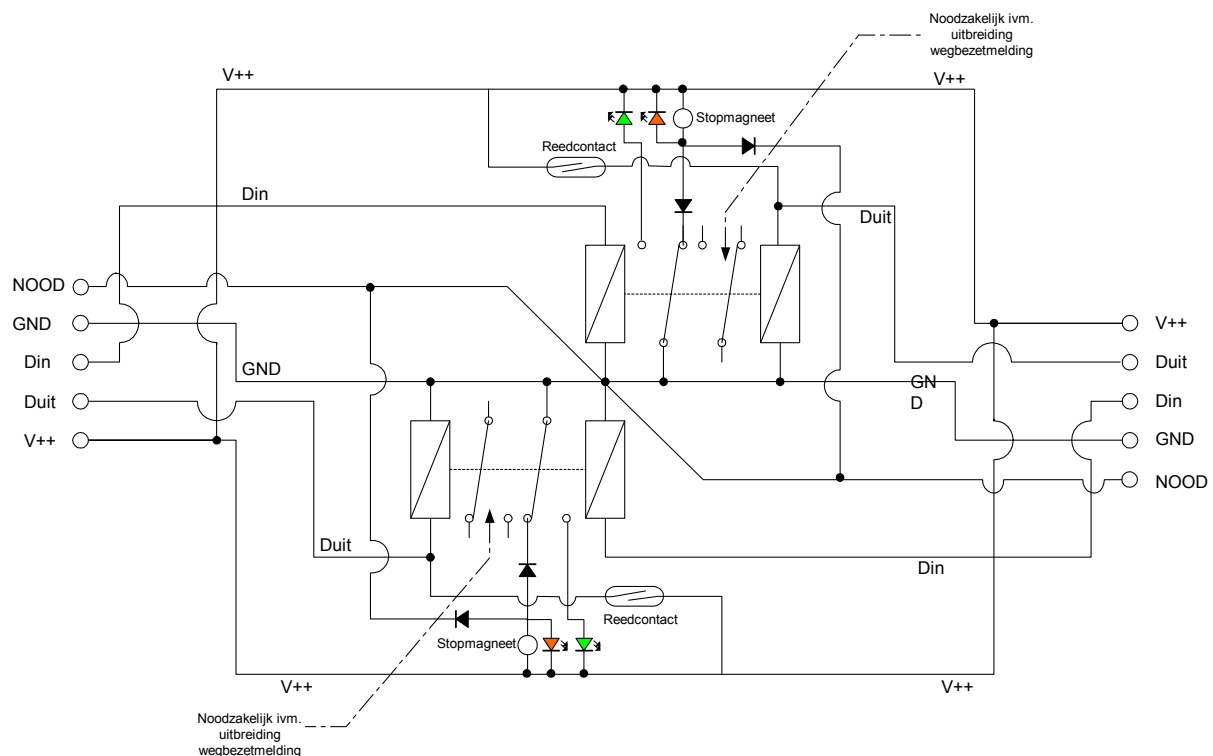 Noodzakelijk ivm.
uitbreiding
wegbezetmelding
V++
V++
Stopmagneet
Reedcontact
Din
Duit
NOOD
GND
Din
Duit
V++
GND
GN
D
V++
Duit
Din
GND
NOOD
Duit
Din
Reedcontact
Stopmagneet
V++
V++
Noodzakelijk ivm.
uitbreiding
wegbezetmelding